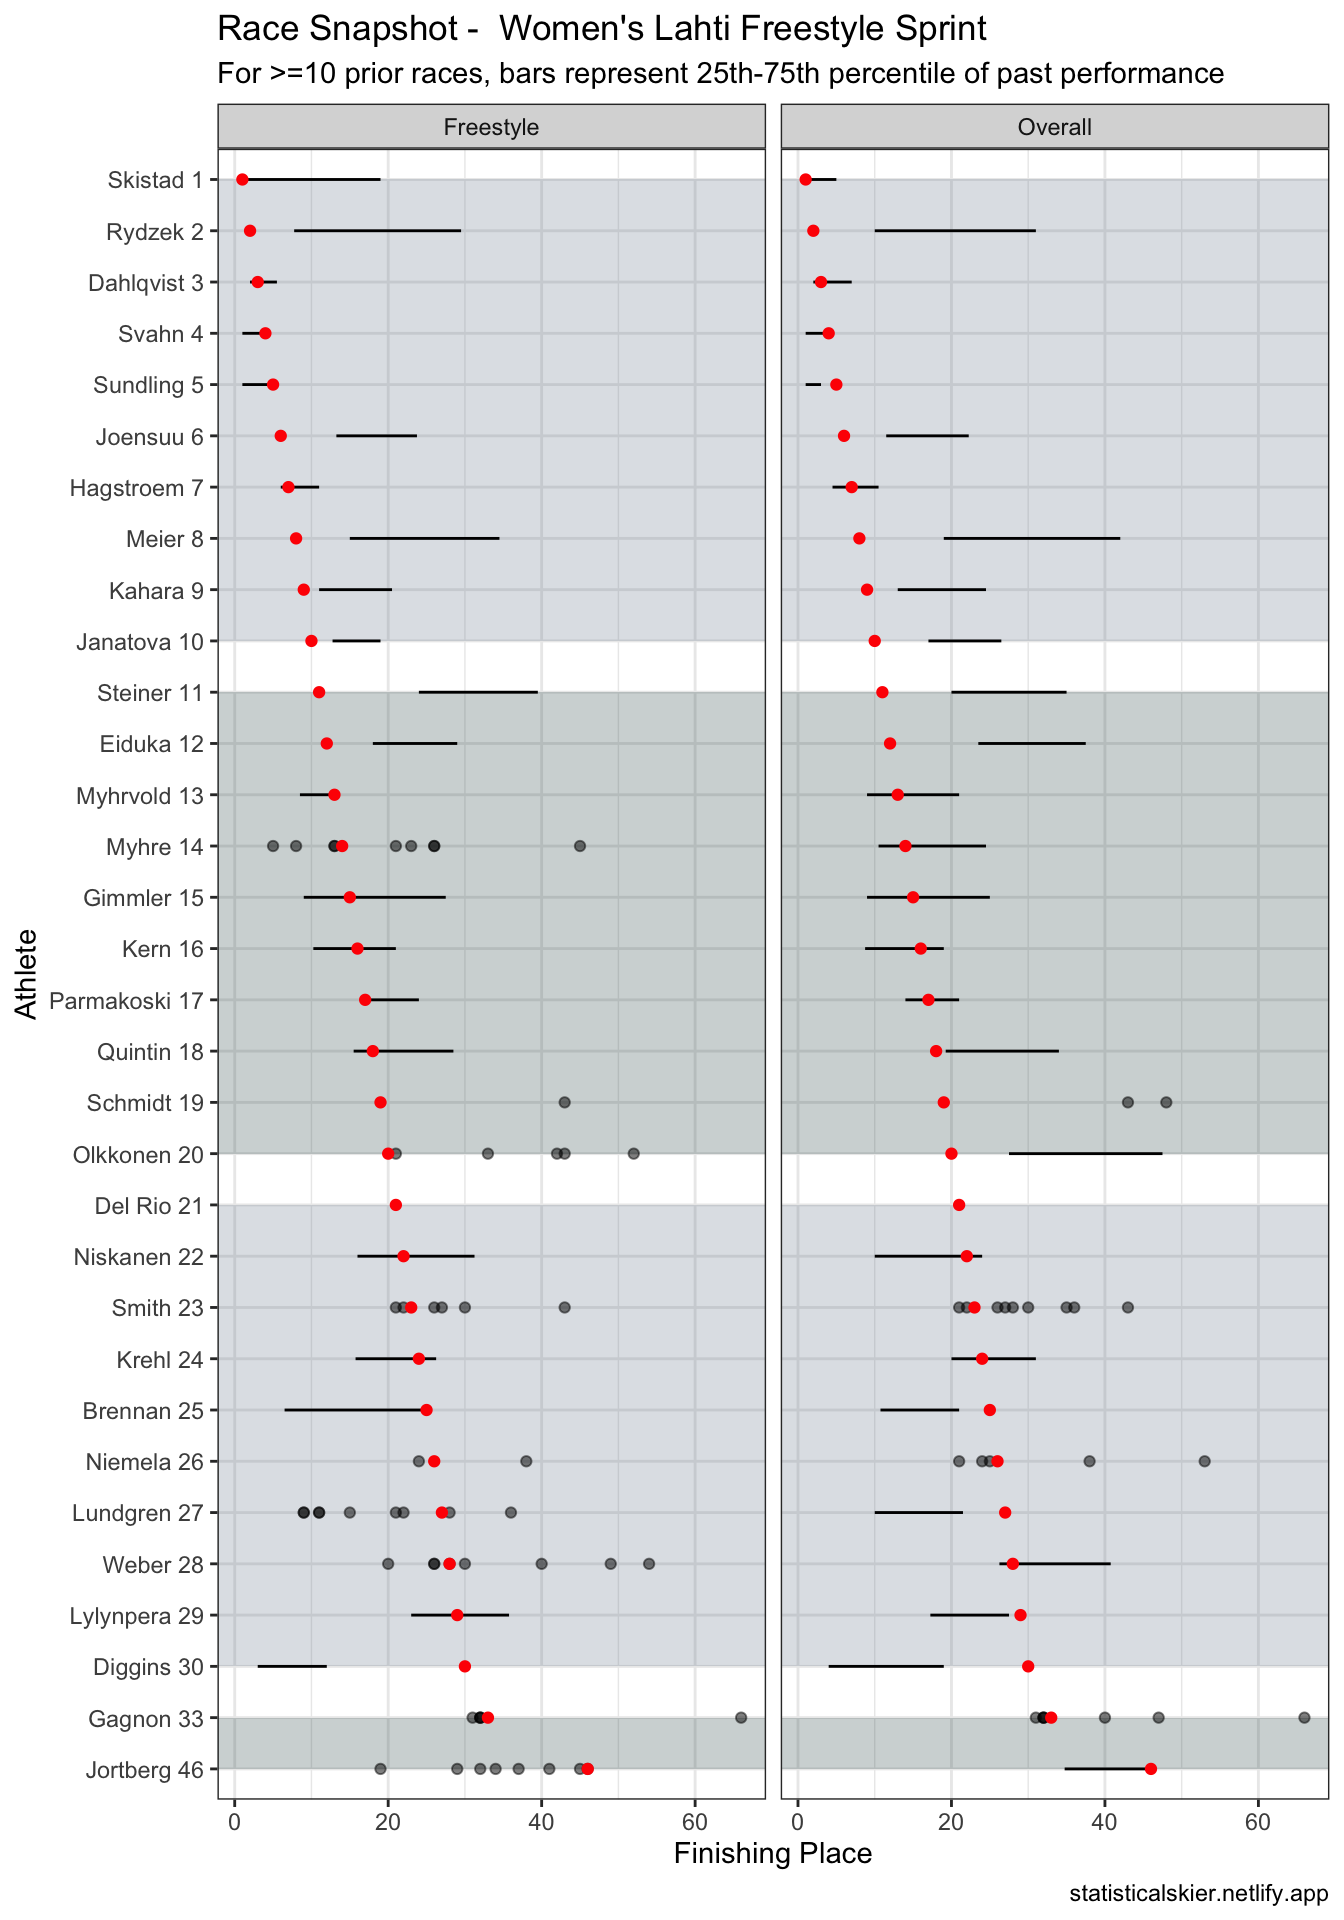 Race Snapshot -  Women's Lahti Freestyle Sprint
For >=10 prior races, bars represent 25th-75th percentile of past performance
Freestyle
Overall
Athlete
Skistad 1
Rydzek 2
Dahlqvist 3
Svahn 4
Sundling 5
Joensuu 6
Hagstroem 7
Meier 8
Kahara 9
Janatova 10
Steiner 11
Eiduka 12
Myhrvold 13
Myhre 14
Gimmler 15
Kern 16
Parmakoski 17
Quintin 18
Schmidt 19
Olkkonen 20
Del Rio 21
Niskanen 22
Smith 23
Krehl 24
Brennan 25
Niemela 26
Lundgren 27
Weber 28
Lylynpera 29
Diggins 30
Gagnon 33
Jortberg 46
0 20 40 60
0 20 40 60
Finishing Place
statisticalskier.netlify.app